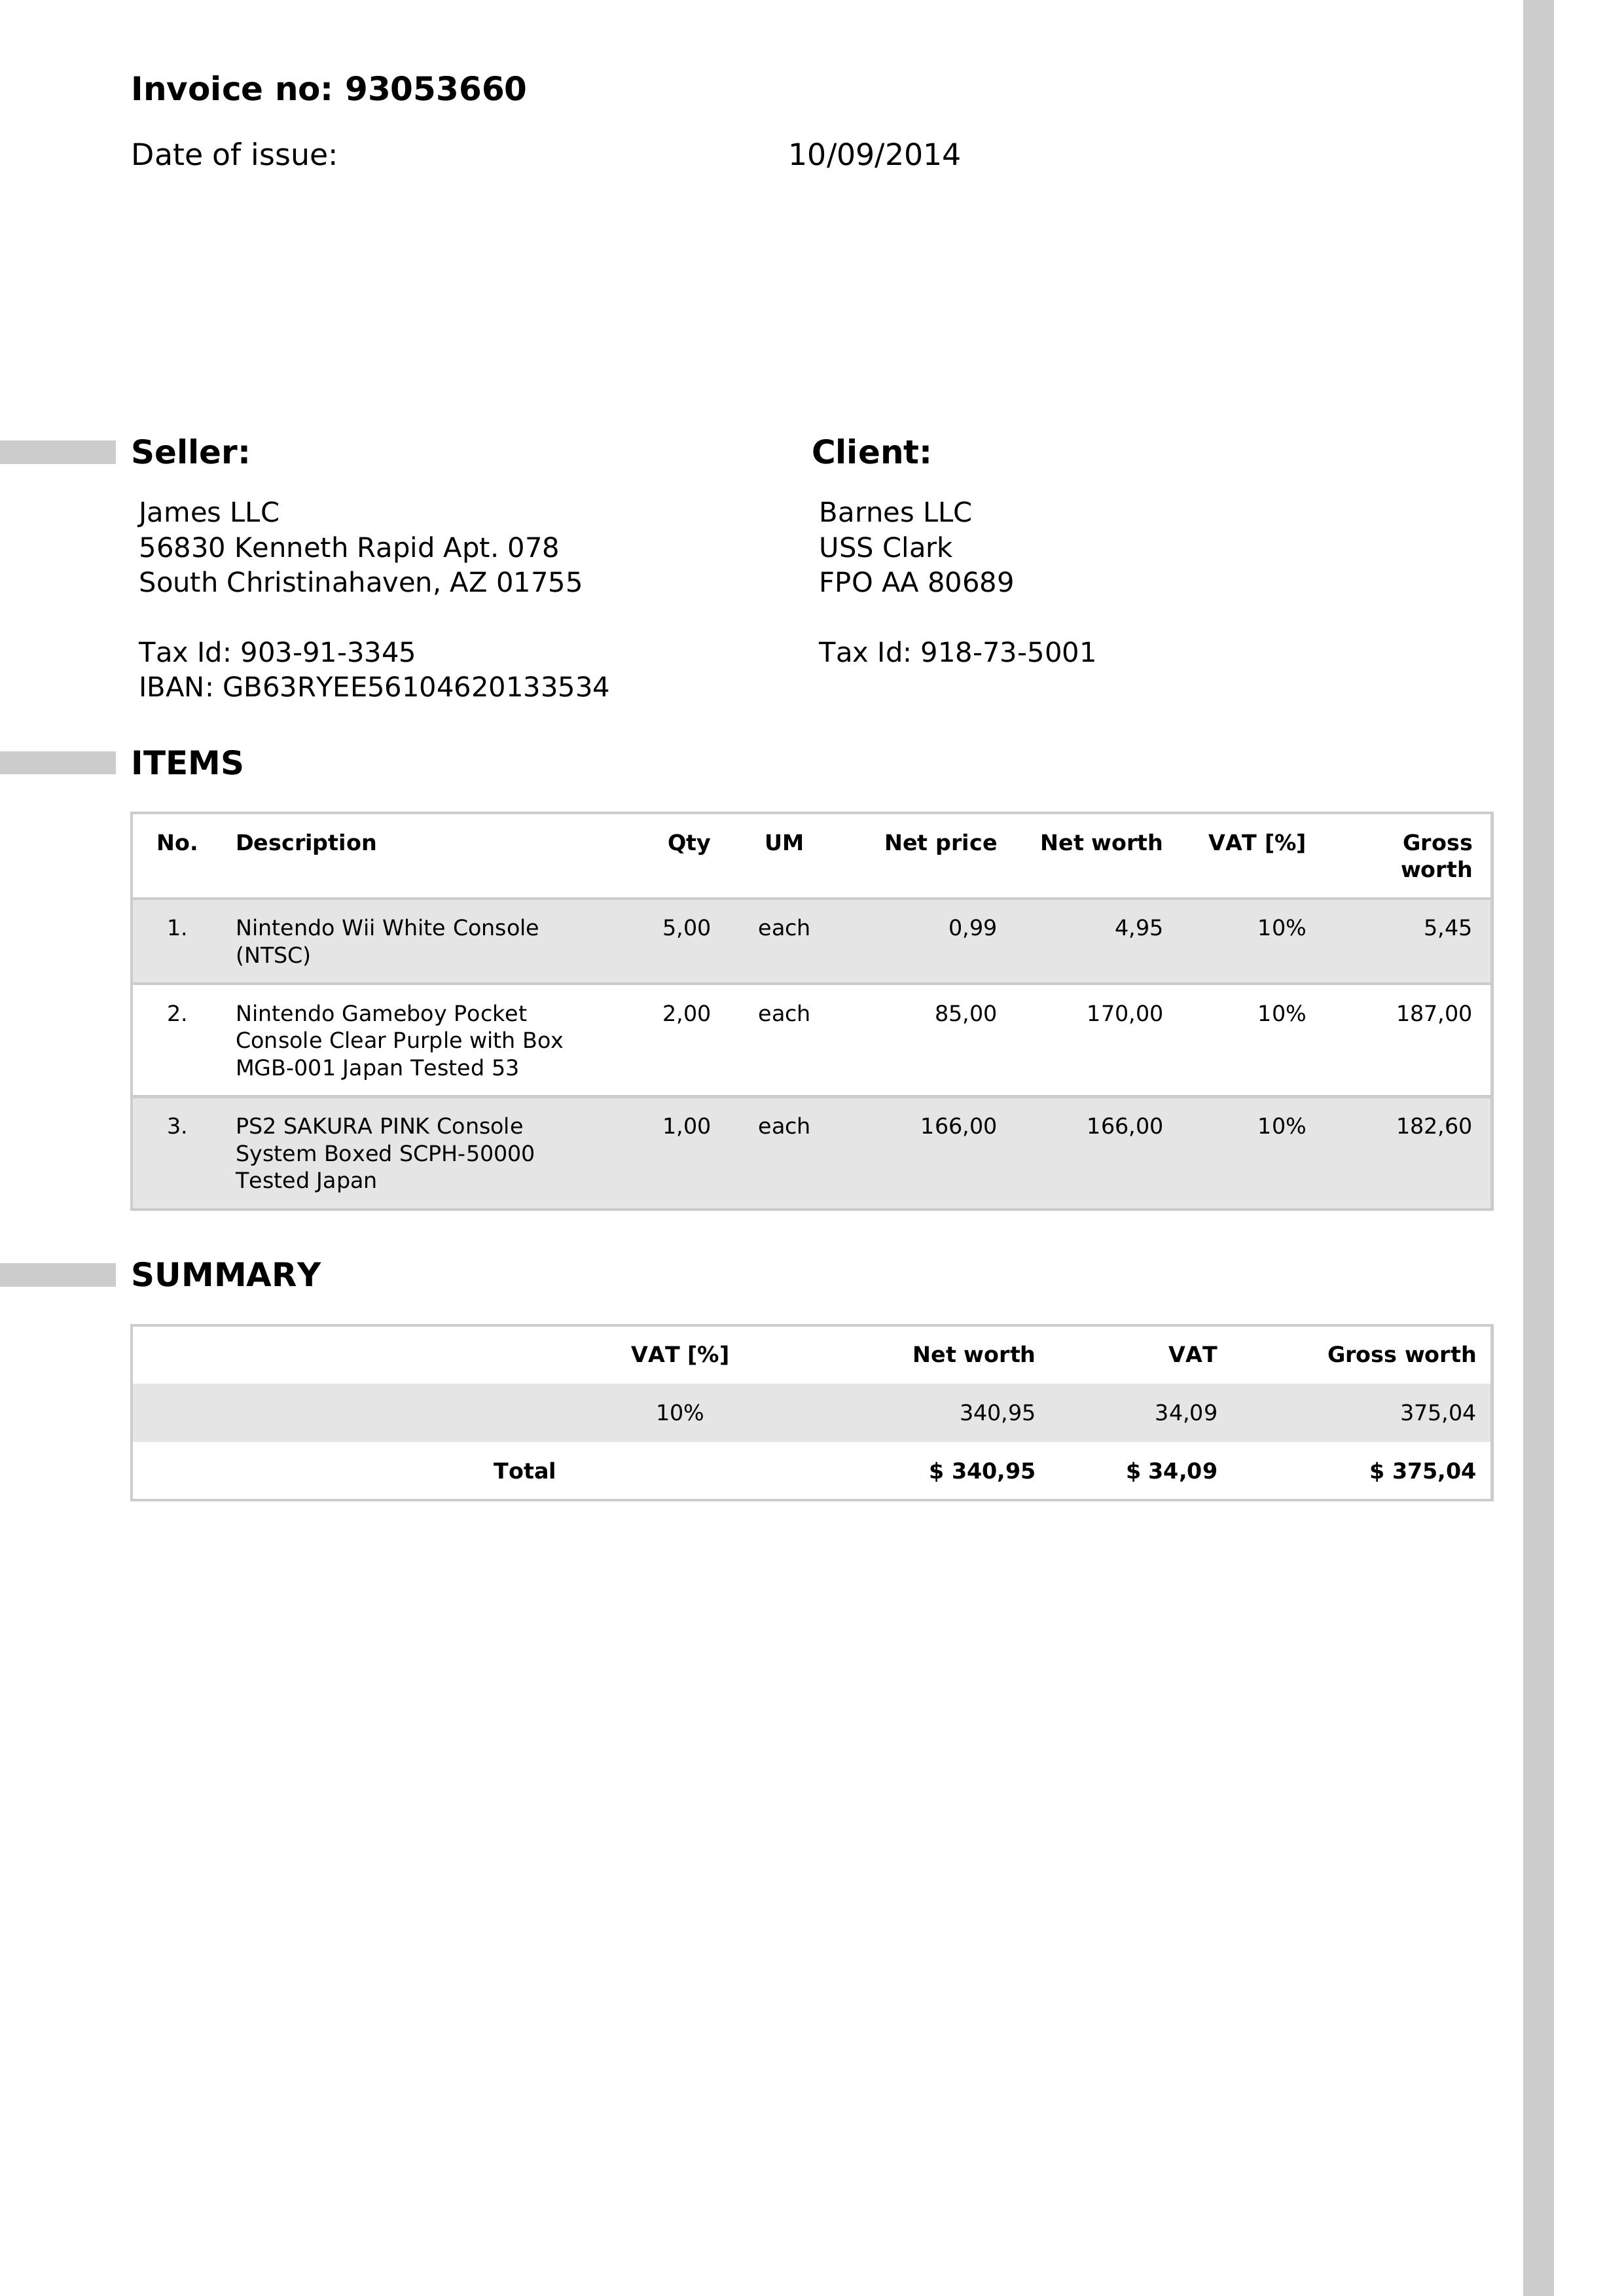 Invoice no: 93053660
Date of issue: 10/09/2014
Seller:
James LLC
56830 Kenneth Rapid Apt. 078
South Christinahaven, AZ 01755
Tax Id: 903-91-3345
IBAN: GB63RYEE56104620133534
Client:
Barnes LLC
USS Clark
FPO AA 80689
Tax Id: 918-73-5001
ITEMS
No. Description Qty UM Net price Net worth VAT [%] Gross
worth
1. Nintendo Wii White Console 5,00 each 0,99 4,95 10% 5,45
(NTSC)
2. Nintendo Gameboy Pocket 2,00 each 85,00 170,00 10% 187,00
Console Clear Purple with Box
MGB-001 Japan Tested 53
3. PS2 SAKURA PINK Console 1,00 each 166,00 166,00 10% 182,60
System Boxed SCPH-50000
Tested Japan
SUMMARY
VAT [%] Net worth VAT Gross worth
10% 340,95 34,09 375,04
Total $ 340,95 $ 34,09 $ 375,04